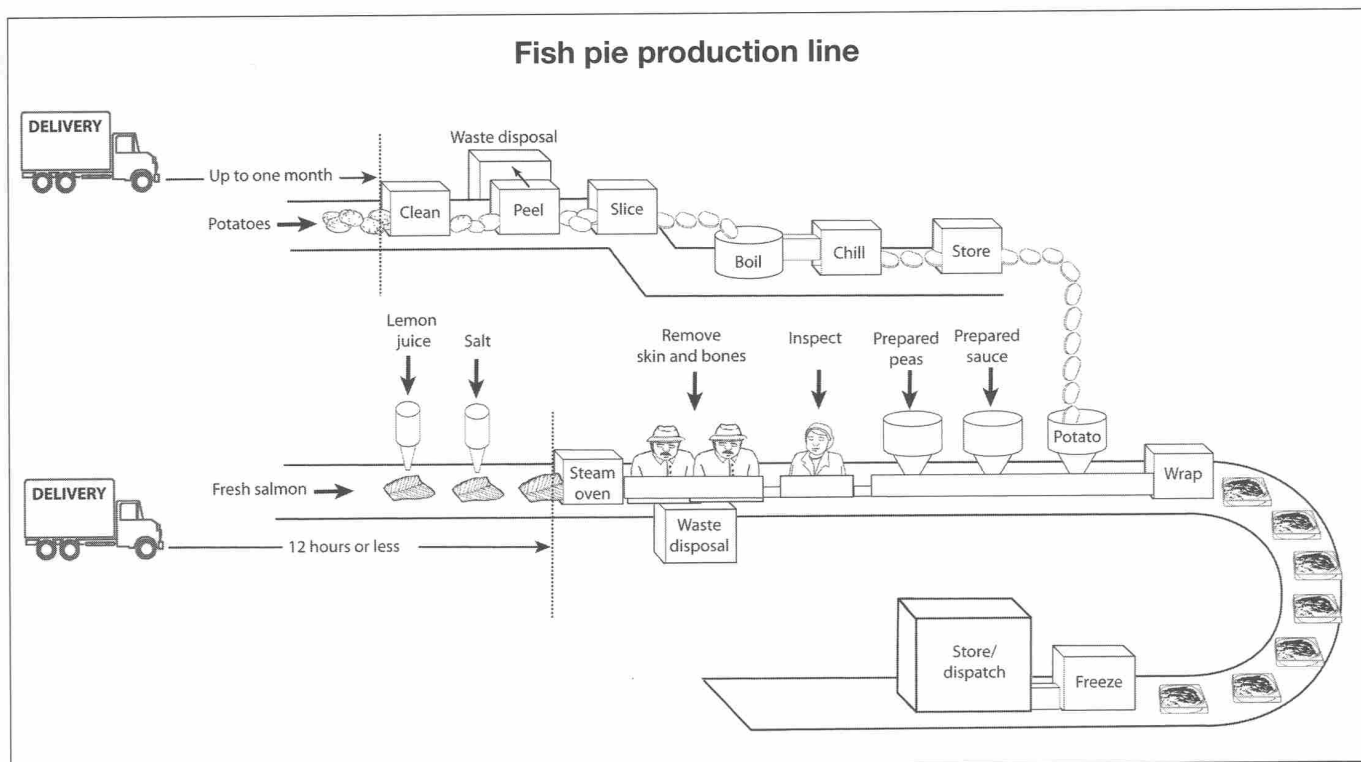 Fish pie production line
DELIVERY
Up to one month
Potatoes
Clean
Waste disposal
Peel
Slice
Boil
Chill
Store
Lemon
juice
Salt
Remove
skin and bones
Inspect
Prepared
peas
Prepared
sauce
Potato
DELIVERY
Fresh salmon
12 hours or less
Steam
oven
Waste
disposal
Wrap
Freeze
Store/
dispatch